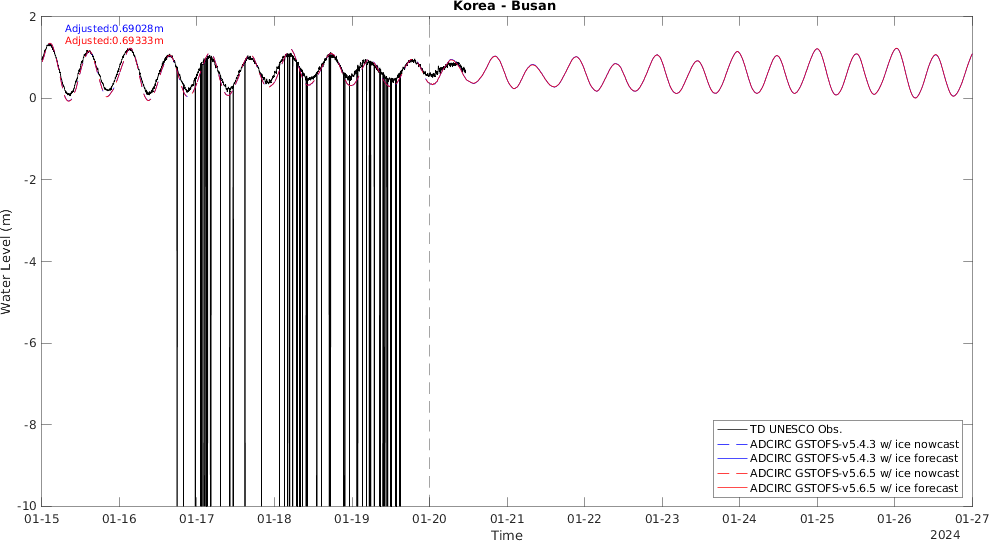 Korea - Busan
Adjusted:0.69028m
Adjusted:0.69333m
2
0
-2
-4
-6
-8
-10
Water Level (m)
TD UNESCO Obs.
ADCIRC GSTOFS-v5.4.3 w/ ice nowcast
ADCIRC GSTOFS-v5.4.3 w/ ice forecast
ADCIRC GSTOFS-v5.6.5 w/ ice nowcast
ADCIRC GSTOFS-v5.6.5 w/ ice forecast
01-15 01-16 01-17 01-18 01-19 01-20 01-21 01-22 01-23 01-24 01-25 01-26 01-27
Time
2024